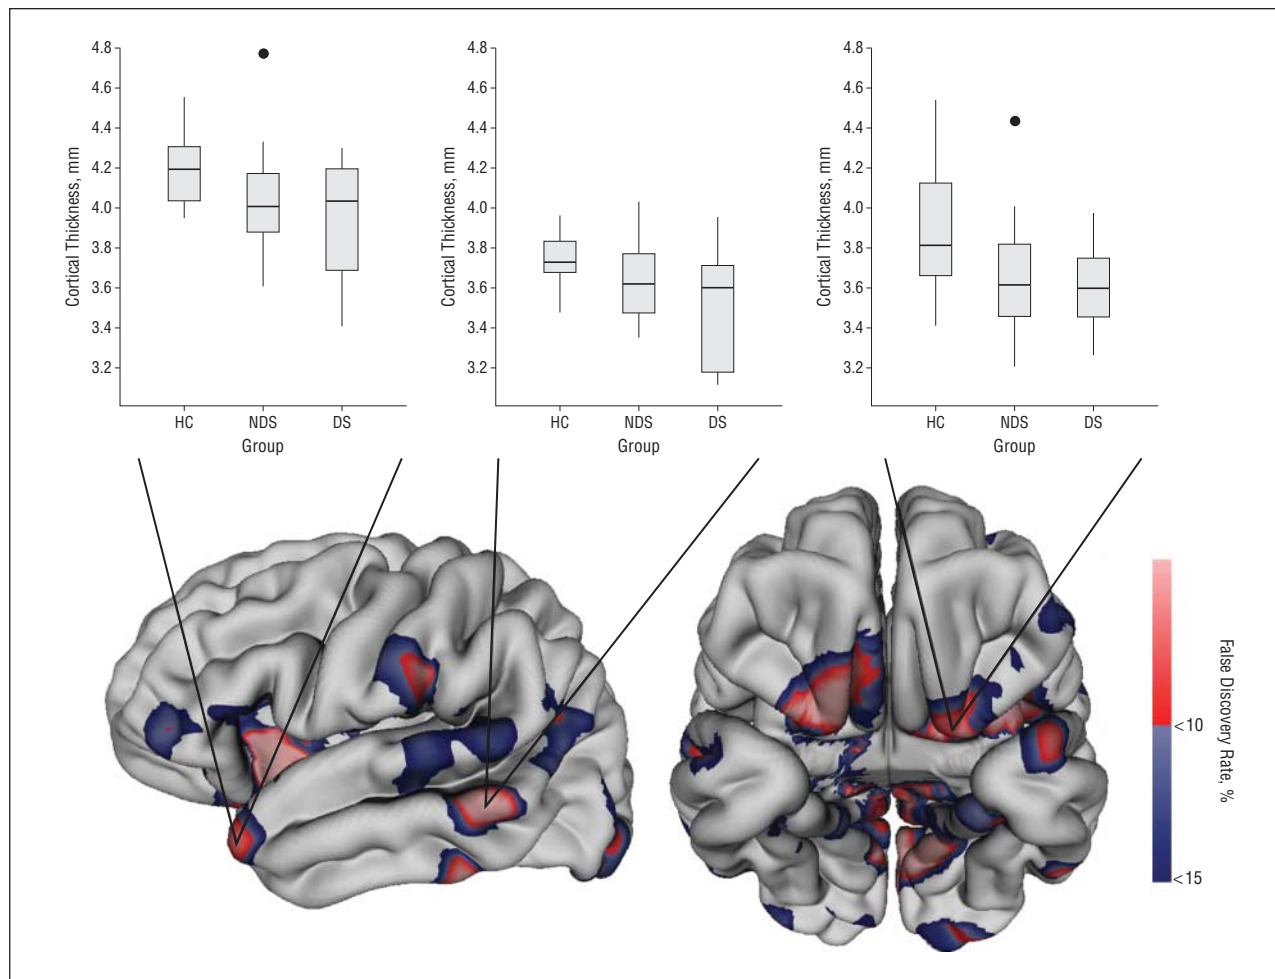 4.8
4.6
4.4
4.2
4.0
3.8
3.6
3.4
3.2
Cortical Thickness, mm
HC NDS DS
Group
4.8
4.6
4.4
4.2
4.0
3.8
3.6
3.4
3.2
Cortical Thickness, mm
HC NDS DS
Group
4.8
4.6
4.4
4.2
4.0
3.8
3.6
3.4
3.2
Cortical Thickness, mm
HC NDS DS
Group
<10
<15
False Discovery Rate, %